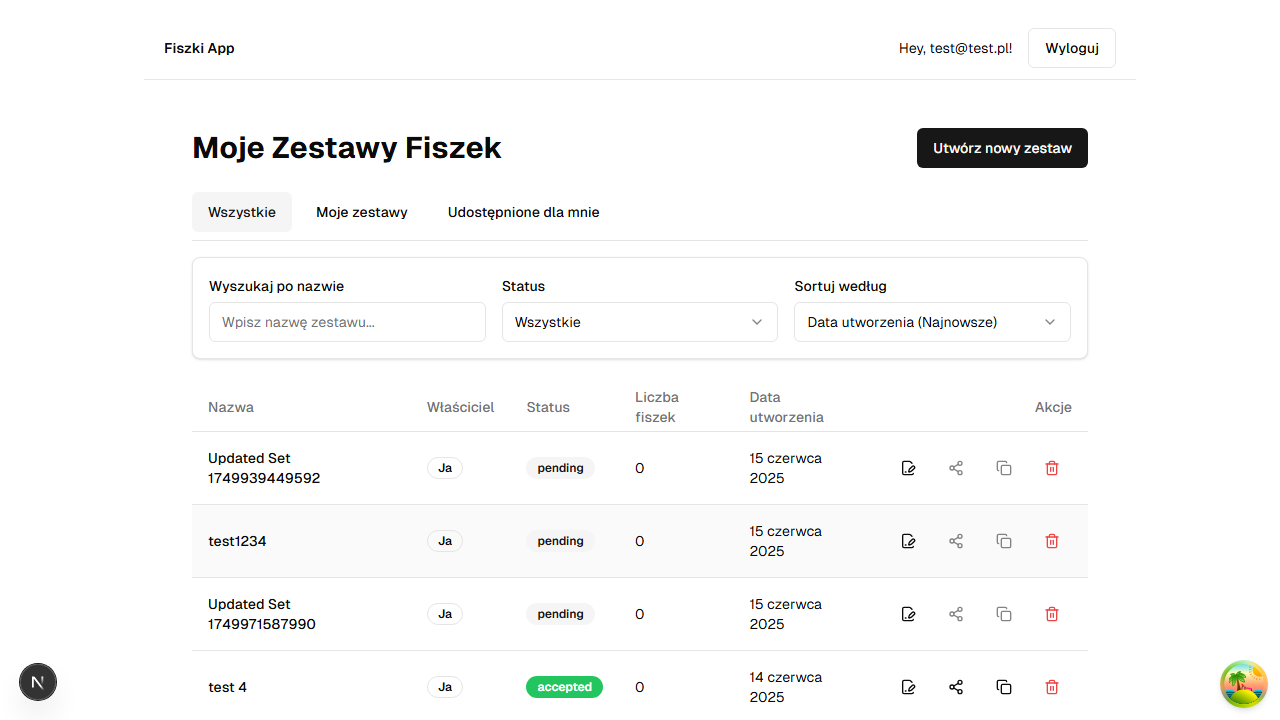 Fiszki App
Hey, test@test.pl!
Wyloguj
Moje Zestawy Fiszek
Utwórz nowy zestaw
Wszystkie
Moje zestawy
Udostępnione dla mnie
Wyszukaj po nazwie
Status
Sortuj według
Wpisz nazwę zestawu...
Wszystkie
Data utworzenia (Najnowsze)
Nazwa
Właściciel
Status
Liczba
fiszek
Data
utworzenia
Akcje
Updated Set
1749939449592
Ja
pending
0
15 czerwca
2025
test1234
Ja
pending
0
15 czerwca
2025
Updated Set
1749971587990
Ja
pending
0
15 czerwca
2025
test 4
Ja
accepted
0
14 czerwca
2025
N